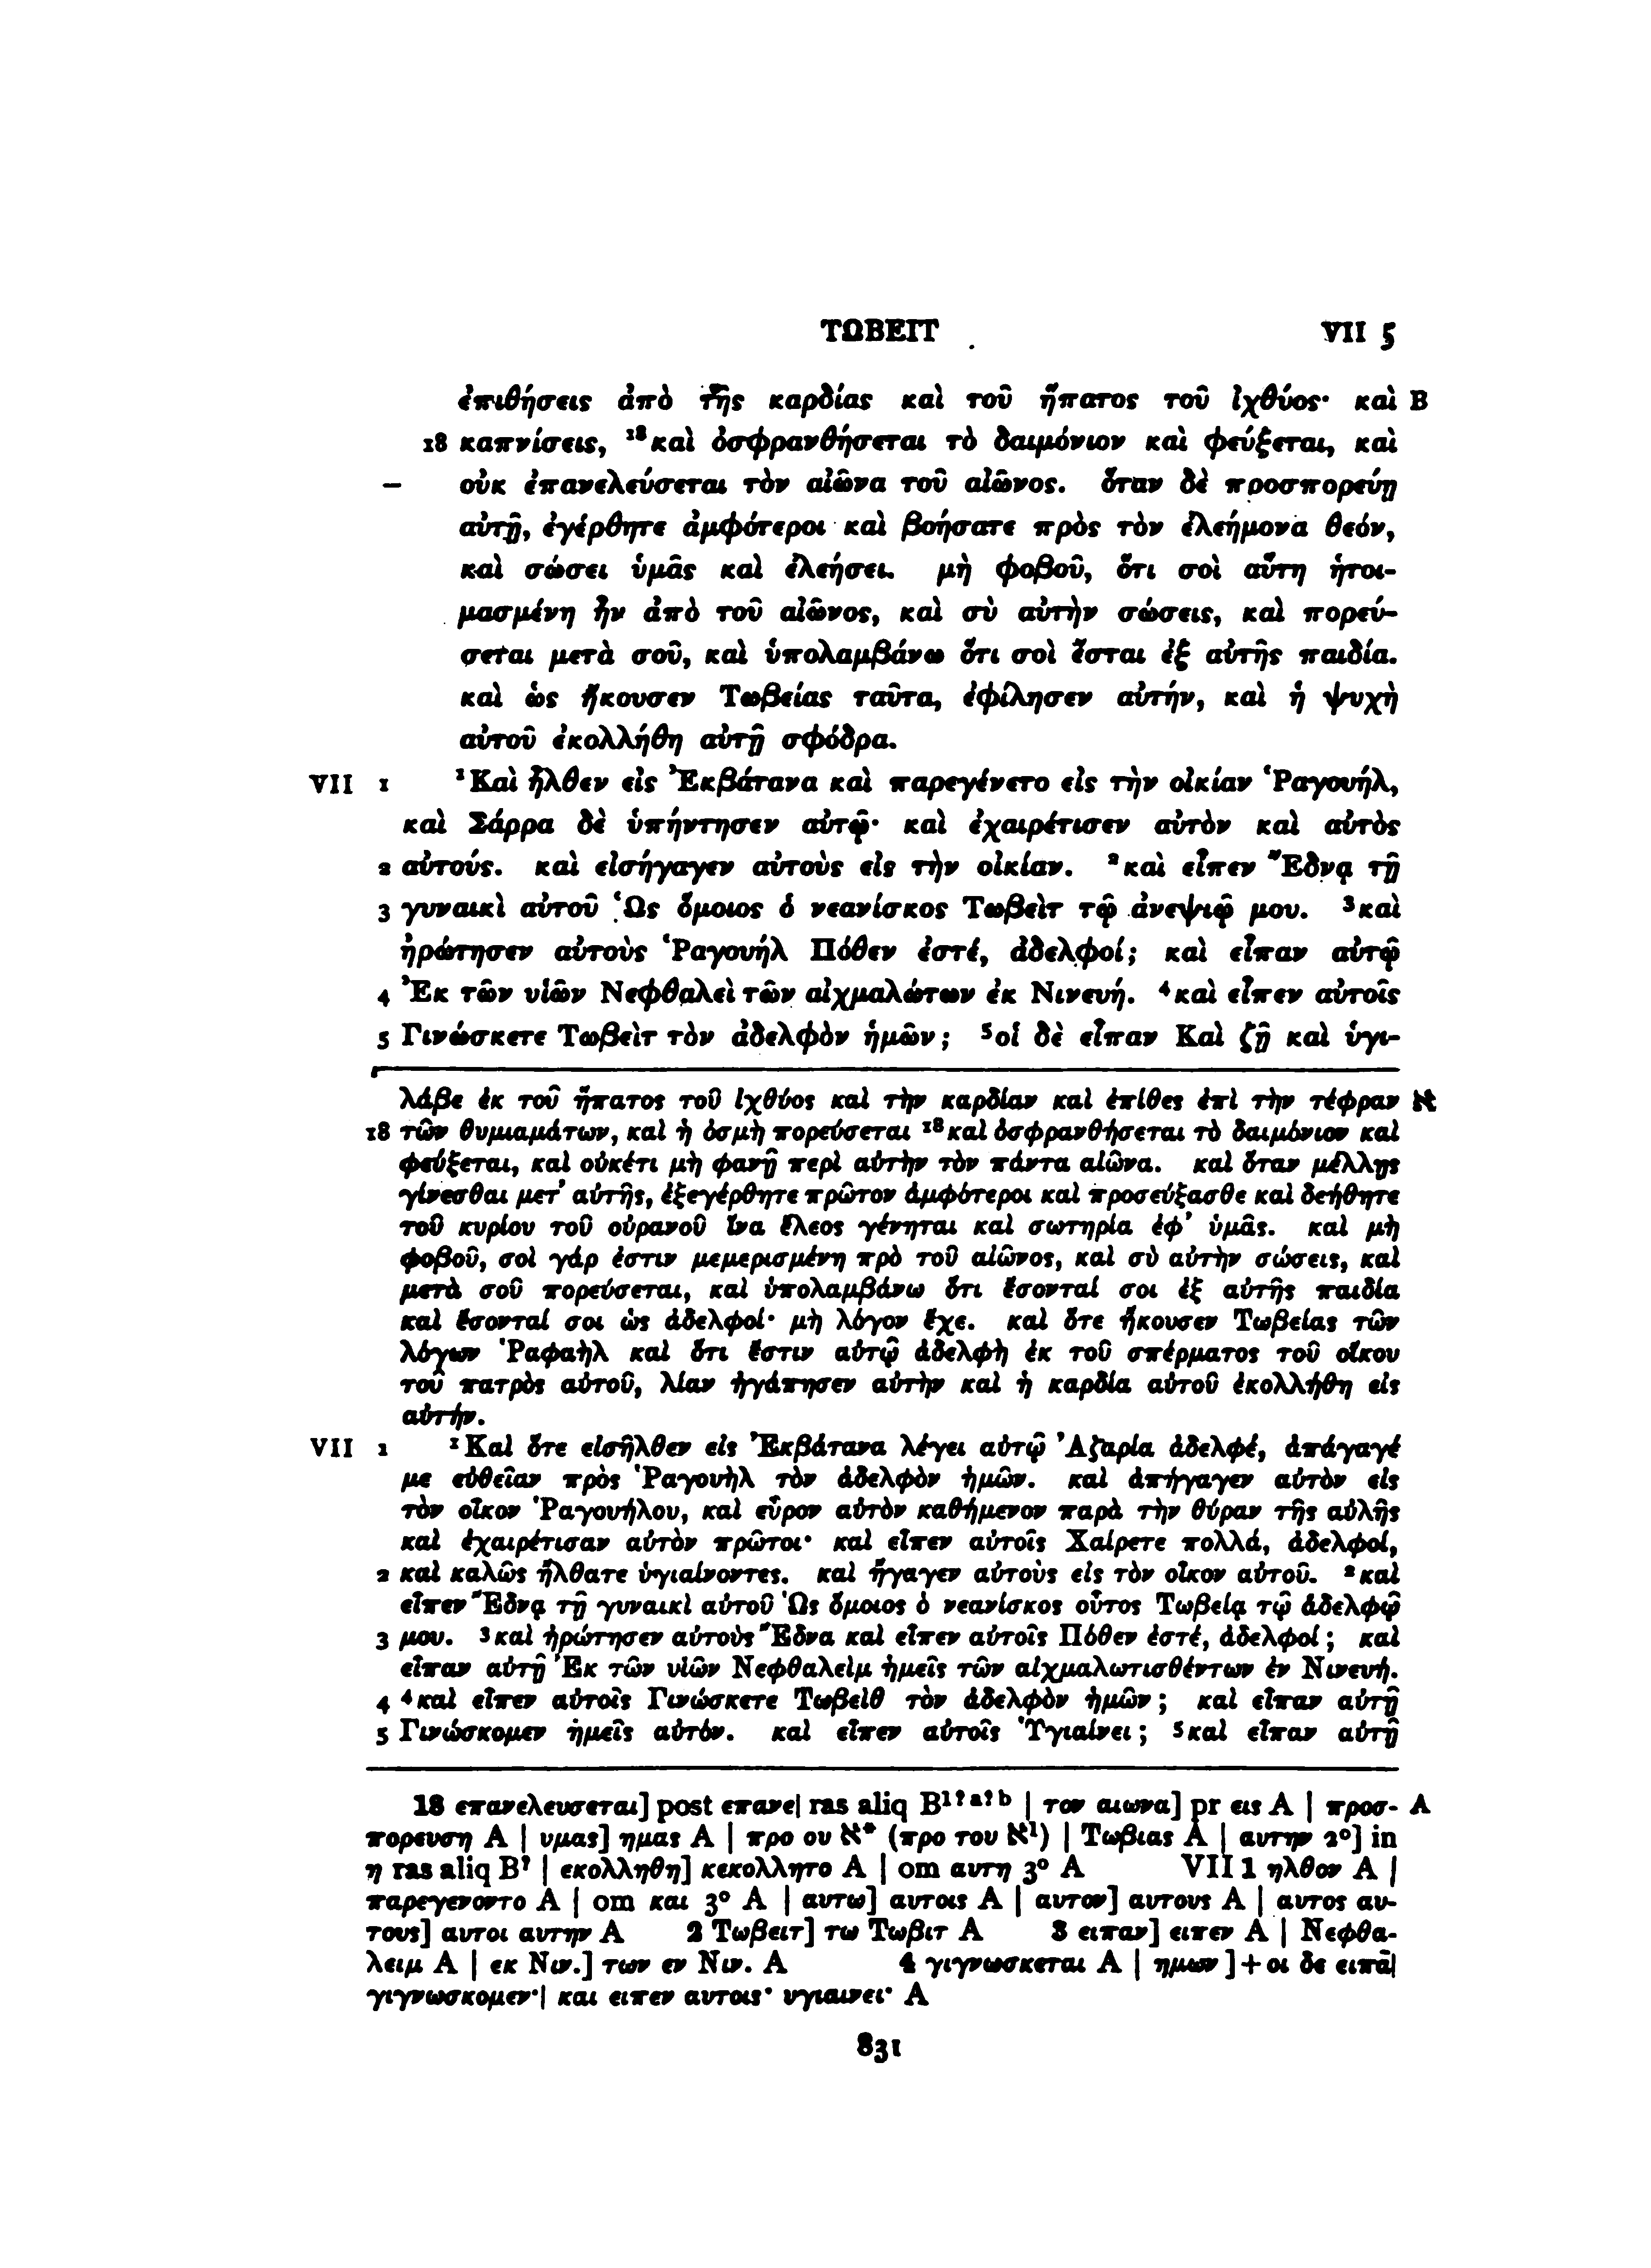 ΤΩΒΕΙΤ VII 5
ἐπιθήσεις ἀπὸ τῆς καρδίας καὶ τοῦ ἥπατος τοῦ ἰχθύος· καὶ B
18 καπνίσεις, ¹⁸καὶ ὀσφρανθήσεται τὸ δαιμόνιον καὶ φεύξεται, καὶ
οὐκ ἐπανελεύσεται τὸν αἰῶνα τοῦ αἰῶνος. ὅταν δὲ προσπορεύῃ
αὐτῇ, ἐγέρθητε ἀμφότεροι καὶ βοήσατε πρὸς τὸν ἐλεήμονα θεόν,
καὶ σώσει ὑμᾶς καὶ ἐλεήσει. μὴ φοβοῦ, ὅτι σοὶ αὕτη ἡτοι-
μασμένη ἦν ἀπὸ τοῦ αἰῶνος, καὶ σὺ αὐτὴν σώσεις, καὶ πορεύ-
σεται μετὰ σοῦ, καὶ ὑπολαμβάνω ὅτι σοὶ ἔσται ἐξ αὐτῆς παιδία.
καὶ ὡς ἤκουσεν Τωβείας ταῦτα, ἐφίλησεν αὐτήν, καὶ ἡ ψυχὴ
αὐτοῦ ἐκολλήθη αὐτῇ σφόδρα.
VII 1 ¹Καὶ ἦλθεν εἰς Ἐκβάτανα καὶ παρεγένετο εἰς τὴν οἰκίαν Ῥαγουήλ,
καὶ Σάρρα δὲ ὑπήντησεν αὐτῷ· καὶ ἐχαιρέτισεν αὐτὸν καὶ αὐτὸς
2 αὐτούς. καὶ εἰσήγαγεν αὐτοὺς εἰς τὴν οἰκίαν. ²καὶ εἶπεν Ἔδνᾳ τῇ
3 γυναικὶ αὐτοῦ Ὡς ὅμοιος ὁ νεανίσκος Τωβεὶτ τῷ ἀνεψιῷ μου. ³καὶ
ἠρώτησεν αὐτοὺς Ῥαγουήλ Πόθεν ἐστέ, ἀδελφοί; καὶ εἶπαν αὐτῷ
4 Ἐκ τῶν υἱῶν Νεφθαλεὶ τῶν αἰχμαλώτων ἐκ Νινευή. ⁴καὶ εἶπεν αὐτοῖς
5 Γινώσκετε Τωβεὶτ τὸν ἀδελφὸν ἡμῶν; ⁵οἱ δὲ εἶπαν Καὶ ζῇ καὶ ὑγι-
λάβε ἐκ τοῦ ἥπατος τοῦ ἰχθύος καὶ τὴν καρδίαν καὶ ἐπίθες ἐπὶ τὴν τέφραν א
18 τῶν θυμιαμάτων, καὶ ἡ ὀσμὴ πορεύσεται ¹⁸καὶ ὀσφρανθήσεται τὸ δαιμόνιον καὶ
φεύξεται, καὶ οὐκέτι μὴ φανῇ περὶ αὐτὴν τὸν πάντα αἰῶνα. καὶ ὅταν μέλλῃς
γίνεσθαι μετ᾽ αὐτῆς, ἐξεγέρθητε πρῶτον ἀμφότεροι καὶ προσεύξασθε καὶ δεήθητε
τοῦ κυρίου τοῦ οὐρανοῦ ἵνα ἔλεος γένηται καὶ σωτηρία ἐφ᾽ ὑμᾶς. καὶ μὴ
φοβοῦ, σοὶ γάρ ἐστιν μεμερισμένη πρὸ τοῦ αἰῶνος, καὶ σὺ αὐτὴν σώσεις, καὶ
μετὰ σοῦ πορεύσεται, καὶ ὑπολαμβάνω ὅτι ἔσονταί σοι ἐξ αὐτῆς παιδία
καὶ ἔσονταί σοι ὡς ἀδελφοί· μὴ λόγον ἔχε. καὶ ὅτε ἤκουσεν Τωβείας τῶν
λόγων Ῥαφαὴλ καὶ ὅτι ἔστιν αὐτῷ ἀδελφὴ ἐκ τοῦ σπέρματος τοῦ οἴκου
τοῦ πατρὸς αὐτοῦ, λίαν ἠγάπησεν αὐτὴν καὶ ἡ καρδία αὐτοῦ ἐκολλήθη εἰς
αὐτήν.
VII 1 ¹Καὶ ὅτε εἰσῆλθεν εἰς Ἐκβάτανα λέγει αὐτῷ Ἀζαρία ἀδελφέ, ἀπάγαγέ
με εὐθεῖαν πρὸς Ῥαγουὴλ τὸν ἀδελφὸν ἡμῶν. καὶ ἀπήγαγεν αὐτὸν εἰς
τὸν οἶκον Ῥαγουήλου, καὶ εὗρον αὐτὸν καθήμενον παρὰ τὴν θύραν τῆς αὐλῆς
καὶ ἐχαιρέτισαν αὐτὸν πρῶτοι· καὶ εἶπεν αὐτοῖς Χαίρετε πολλά, ἀδελφοί,
2 καὶ καλῶς ἤλθατε ὑγιαίνοντες. καὶ ἤγαγεν αὐτοὺς εἰς τὸν οἶκον αὐτοῦ. ²καὶ
εἶπεν Ἔδνᾳ τῇ γυναικὶ αὐτοῦ Ὡς ὅμοιος ὁ νεανίσκος οὗτος Τωβείᾳ τῷ ἀδελφῷ
3 μου. ³καὶ ἠρώτησεν αὐτοὺς Ἔδνα καὶ εἶπεν αὐτοῖς Πόθεν ἐστέ, ἀδελφοί; καὶ
εἶπαν αὐτῇ Ἐκ τῶν υἱῶν Νεφθαλεὶμ ἡμεῖς τῶν αἰχμαλωτισθέντων ἐν Νινευή.
4 ⁴καὶ εἶπεν αὐτοῖς Γινώσκετε Τωβεὶθ τὸν ἀδελφὸν ἡμῶν; καὶ εἶπαν αὐτῇ
5 Γινώσκομεν ἡμεῖς αὐτόν. καὶ εἶπεν αὐτοῖς Ὑγιαίνει; ⁵καὶ εἶπαν αὐτῇ
18 επανελευσεται] post επανε| ras aliq B¹ᵗᵃᵗᵇ | τον αιωνα] pr εις A | προσ- A
πορευση A | υμας] ημας A | προ ου א* (προ του א¹) | Τωβιας A | αυτην 2°] in
η ras aliq B? | εκολληθη] κεκολλητο A | om αυτη 3° A VII 1 ηλθον A |
παρεγενοντο A | om και 3° A | αυτω] αυτοις A | αυτον] αυτους A | αυτος αυ-
τους] αυτοι αυτην A 2 Τωβειτ] τω Τωβιτ A 3 ειπαν] ειπεν A | Νεφθα-
λειμ A | εκ Νιν.] των εν Νιν. A 4 γιγνωσκεται A | ημων]+οι δε ειπᾱ|
γιγνωσκομεν·| και ειπεν αυτοις· υγιαινει· A
831